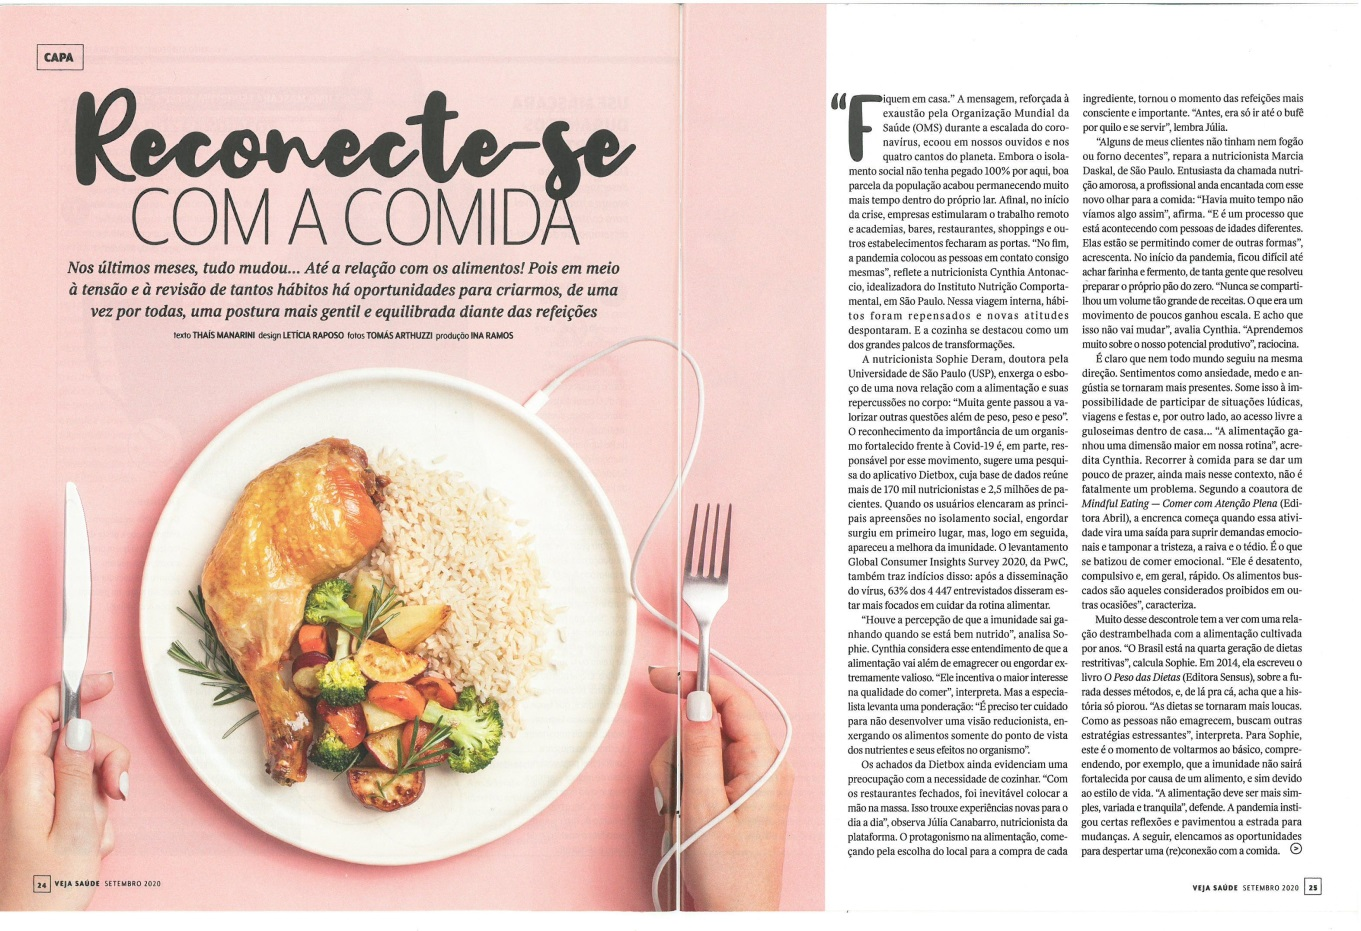 CAPA
Reconecte-se
COM A COMIDA
Nos últimos meses, tudo mudou... Até a relação com os alimentos! Pois em meio
à tensão e à revisão de tantos hábitos há oportunidades para criarmos, de uma
vez por todas, uma postura mais gentil e equilibrada diante das refeições
texto THAÍS MANARINI design LETÍCIA RAPOSO fotos TOMÁS ARTHUZZI produção INA RAMOS
24 VEJA SAÚDE SETEMBRO 2020
“Fiquem em casa.” A mensagem, reforçada à
exaustão pela Organização Mundial da
Saúde (OMS) durante a escalada do coro-
navírus, ecoou em nossos ouvidos e nos
quatro cantos do planeta. Embora o isola-
mento social não tenha pegado 100% por aqui, boa
parcela da população acabou permanecendo muito
mais tempo dentro do próprio lar. Afinal, no início
da crise, empresas estimularam o trabalho remoto
e academias, bares, restaurantes, shoppings e ou-
tros estabelecimentos fecharam as portas. “No fim,
a pandemia colocou as pessoas em contato consigo
mesmas”, reflete a nutricionista Cynthia Antonac-
cio, idealizadora do Instituto Nutrição Comporta-
mental, em São Paulo. Nessa viagem interna, hábi-
tos foram repensados e novas atitudes
despontaram. E a cozinha se destacou como um
dos grandes palcos de transformações.
A nutricionista Sophie Deram, doutora pela
Universidade de São Paulo (USP), enxerga o esbo-
ço de uma nova relação com a alimentação e suas
repercussões no corpo: “Muita gente passou a va-
lorizar outras questões além de peso, peso e peso”.
O reconhecimento da importância de um organis-
mo fortalecido frente à Covid-19 é, em parte, res-
ponsável por esse movimento, sugere uma pesqui-
sa do aplicativo Dietbox, cuja base de dados reúne
mais de 170 mil nutricionistas e 2,5 milhões de pa-
cientes. Quando os usuários elencaram as princi-
pais apreensões no isolamento social, engordar
surgiu em primeiro lugar, mas, logo em seguida,
apareceu a melhora da imunidade. O levantamento
Global Consumer Insights Survey 2020, da PwC,
também traz indícios disso: após a disseminação
do vírus, 63% dos 4 447 entrevistados disseram es-
tar mais focados em cuidar da rotina alimentar.
“Houve a percepção de que a imunidade sai ga-
nhando quando se está bem nutrido”, analisa So-
phie. Cynthia considera esse entendimento de que a
alimentação vai além de emagrecer ou engordar ex-
tremamente valioso. “Ele incentiva o maior interesse
na qualidade do comer”, interpreta. Mas a especia-
lista levanta uma ponderação: “É preciso ter cuidado
para não desenvolver uma visão reducionista, en-
xergando os alimentos somente do ponto de vista
dos nutrientes e seus efeitos no organismo”.
Os achados da Dietbox ainda evidenciam uma
preocupação com a necessidade de cozinhar. “Com
os restaurantes fechados, foi inevitável colocar a
mão na massa. Isso trouxe experiências novas para o
dia a dia”, observa Júlia Canabarro, nutricionista da
plataforma. O protagonismo na alimentação, come-
çando pela escolha do local para a compra de cada
ingrediente, tornou o momento das refeições mais
consciente e importante. “Antes, era só ir até o bufê
por quilo e se servir”, lembra Júlia.
“Alguns de meus clientes não tinham nem fogão
ou forno decentes”, repara a nutricionista Marcia
Daskal, de São Paulo. Entusiasta da chamada nutri-
ção amorosa, a profissional anda encantada com esse
novo olhar para a comida: “Havia muito tempo não
víamos algo assim”, afirma. “E é um processo que
está acontecendo com pessoas de idades diferentes.
Elas estão se permitindo comer de outras formas”,
acrescenta. No início da pandemia, ficou difícil até
achar farinha e fermento, de tanta gente que resolveu
preparar o próprio pão do zero. “Nunca se comparti-
lhou um volume tão grande de receitas. O que era um
movimento de poucos ganhou escala. E acho que
isso não vai mudar”, avalia Cynthia. “Aprendemos
muito sobre o nosso potencial produtivo”, raciocina.
É claro que nem todo mundo seguiu na mesma
direção. Sentimentos como ansiedade, medo e an-
gústia se tornaram mais presentes. Some isso à im-
possibilidade de participar de situações lúdicas,
viagens e festas e, por outro lado, ao acesso livre a
guloseimas dentro de casa... “A alimentação ga-
nhou uma dimensão maior em nossa rotina”, acre-
dita Cynthia. Recorrer à comida para se dar um
pouco de prazer, ainda mais nesse contexto, não é
fatalmente um problema. Segundo a coautora de
Mindful Eating — Comer com Atenção Plena (Edi-
tora Abril), a encrenca começa quando essa ativi-
dade vira uma saída para suprir demandas emocio-
nais e tamponar a tristeza, a raiva e o tédio. É o que
se batizou de comer emocional. “Ele é desatento,
compulsivo e, em geral, rápido. Os alimentos bus-
cados são aqueles considerados proibidos em ou-
tras ocasiões”, caracteriza.
Muito desse descontrole tem a ver com uma rela-
ção destrambelhada com a alimentação cultivada
por anos. “O Brasil está na quarta geração de dietas
restritivas”, calcula Sophie. Em 2014, ela escreveu o
livro O Peso das Dietas (Editora Sensus), sobre a fu-
rada desses métodos, e, de lá pra cá, acha que a his-
tória só piorou. “As dietas se tornaram mais loucas.
Como as pessoas não emagrecem, buscam outras
estratégias estressantes”, interpreta. Para Sophie,
este é o momento de voltarmos ao básico, compre-
endendo, por exemplo, que a imunidade não sairá
fortalecida por causa de um alimento, e sim devido
ao estilo de vida. “A alimentação deve ser mais sim-
ples, variada e tranquila”, defende. A pandemia insti-
gou certas reflexões e pavimentou a estrada para
mudanças. A seguir, elencamos as oportunidades
para despertar uma (re)conexão com a comida.
VEJA SAÚDE SETEMBRO 2020 25